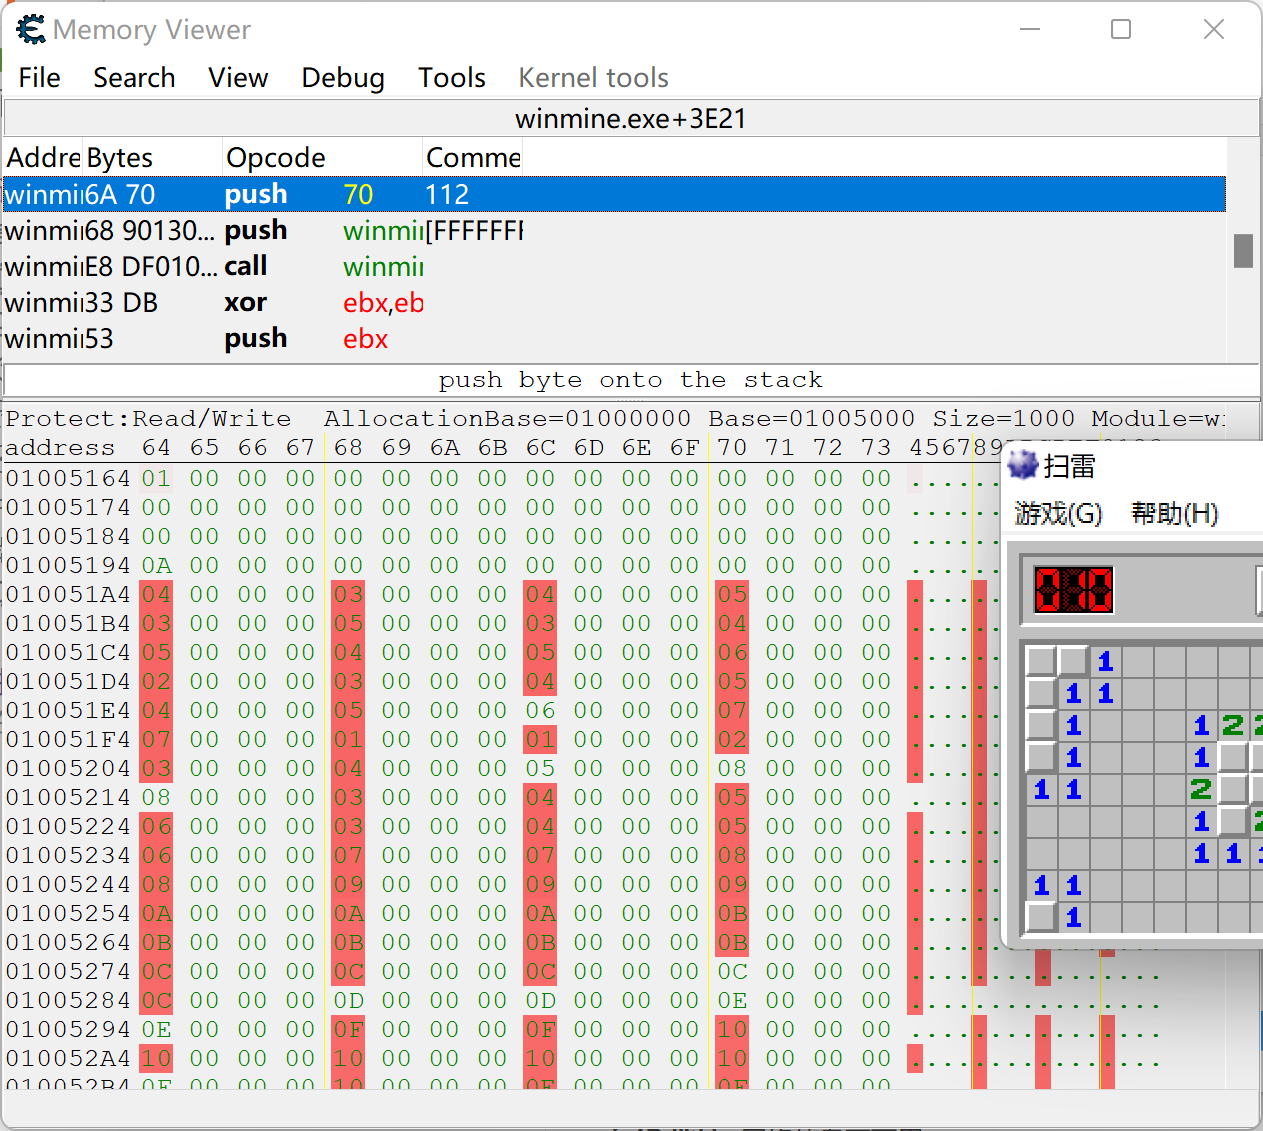 Memory Viewer
File Search View Debug Tools Kernel tools
winmine.exe+3E21
Addre Bytes Opcode Comme
winmi 6A 70 push 70 112
winmi 68 90130... push winmi [FFFFFFF
winmi E8 DF010... call winmi
winmi 33 DB xor ebx,eb
winmi 53 push ebx
push byte onto the stack
Protect:Read/Write AllocationBase=01000000 Base=01005000 Size=1000 Module=wi
address 64 65 66 67 68 69 6A 6B 6C 6D 6E 6F 70 71 72 73 456789
01005164 01 00 00 00 00 00 00 00 00 00 00 00 00 00 00 00
01005174 00 00 00 00 00 00 00 00 00 00 00 00 00 00 00 00
01005184 00 00 00 00 00 00 00 00 00 00 00 00 00 00 00 00
01005194 0A 00 00 00 00 00 00 00 00 00 00 00 00 00 00 00
010051A4 04 00 00 00 03 00 00 00 04 00 00 00 05 00 00 00
010051B4 03 00 00 00 05 00 00 00 03 00 00 00 04 00 00 00
010051C4 05 00 00 00 04 00 00 00 05 00 00 00 06 00 00 00
010051D4 02 00 00 00 03 00 00 00 04 00 00 00 05 00 00 00
010051E4 04 00 00 00 05 00 00 00 06 00 00 00 07 00 00 00
010051F4 07 00 00 00 01 00 00 00 01 00 00 00 02 00 00 00
01005204 03 00 00 00 04 00 00 00 05 00 00 00 08 00 00 00
01005214 08 00 00 00 03 00 00 00 04 00 00 00 05 00 00 00
01005224 06 00 00 00 03 00 00 00 04 00 00 00 05 00 00 00
01005234 06 00 00 00 07 00 00 00 07 00 00 00 08 00 00 00
01005244 08 00 00 00 09 00 00 00 09 00 00 00 09 00 00 00
01005254 0A 00 00 00 0A 00 00 00 0A 00 00 00 0B 00 00 00
01005264 0B 00 00 00 0B 00 00 00 0B 00 00 00 0B 00 00 00
01005274 0C 00 00 00 0C 00 00 00 0C 00 00 00 0C 00 00 00
01005284 0C 00 00 00 0D 00 00 00 0D 00 00 00 0E 00 00 00
01005294 0E 00 00 00 0F 00 00 00 0F 00 00 00 10 00 00 00
010052A4 10 00 00 00 10 00 00 00 10 00 00 00 10 00 00 00
010052B4 0F 00 00 00 10 00 00 00 0F 00 00 00 0F 00 00 00
扫雷
游戏(G) 帮助(H)
1
1 1
1 1 2 2
1 1
1 1 2
1 2
1 1 1
1 1
1